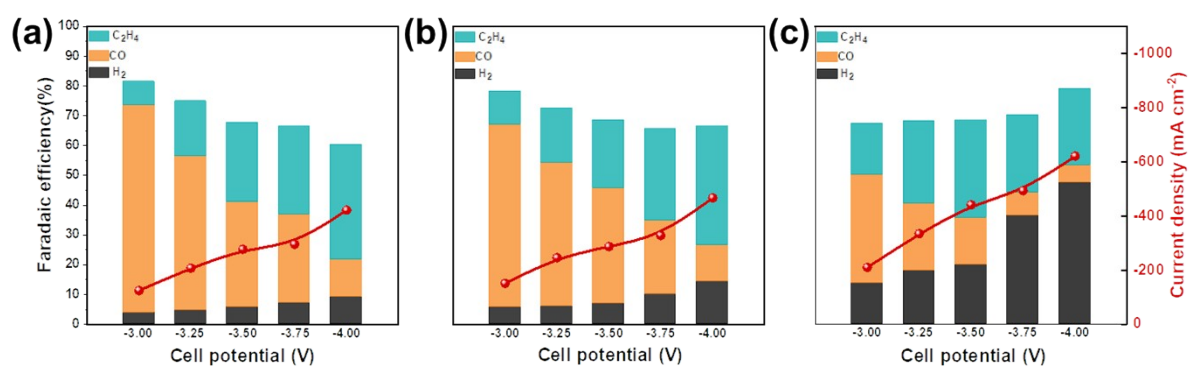 (a)
100
90
80
70
60
50
40
30
20
10
0
Faradaic efficiency(%)
C₂H₄
CO
H₂
-3.00 -3.25 -3.50 -3.75 -4.00
Cell potential (V)
(b)
C₂H₄
CO
H₂
-3.00 -3.25 -3.50 -3.75 -4.00
Cell potential (V)
(c)
C₂H₄
CO
H₂
-3.00 -3.25 -3.50 -3.75 -4.00
Cell potential (V)
-1000
-800
-600
-400
-200
0
Current density (mA cm⁻²)